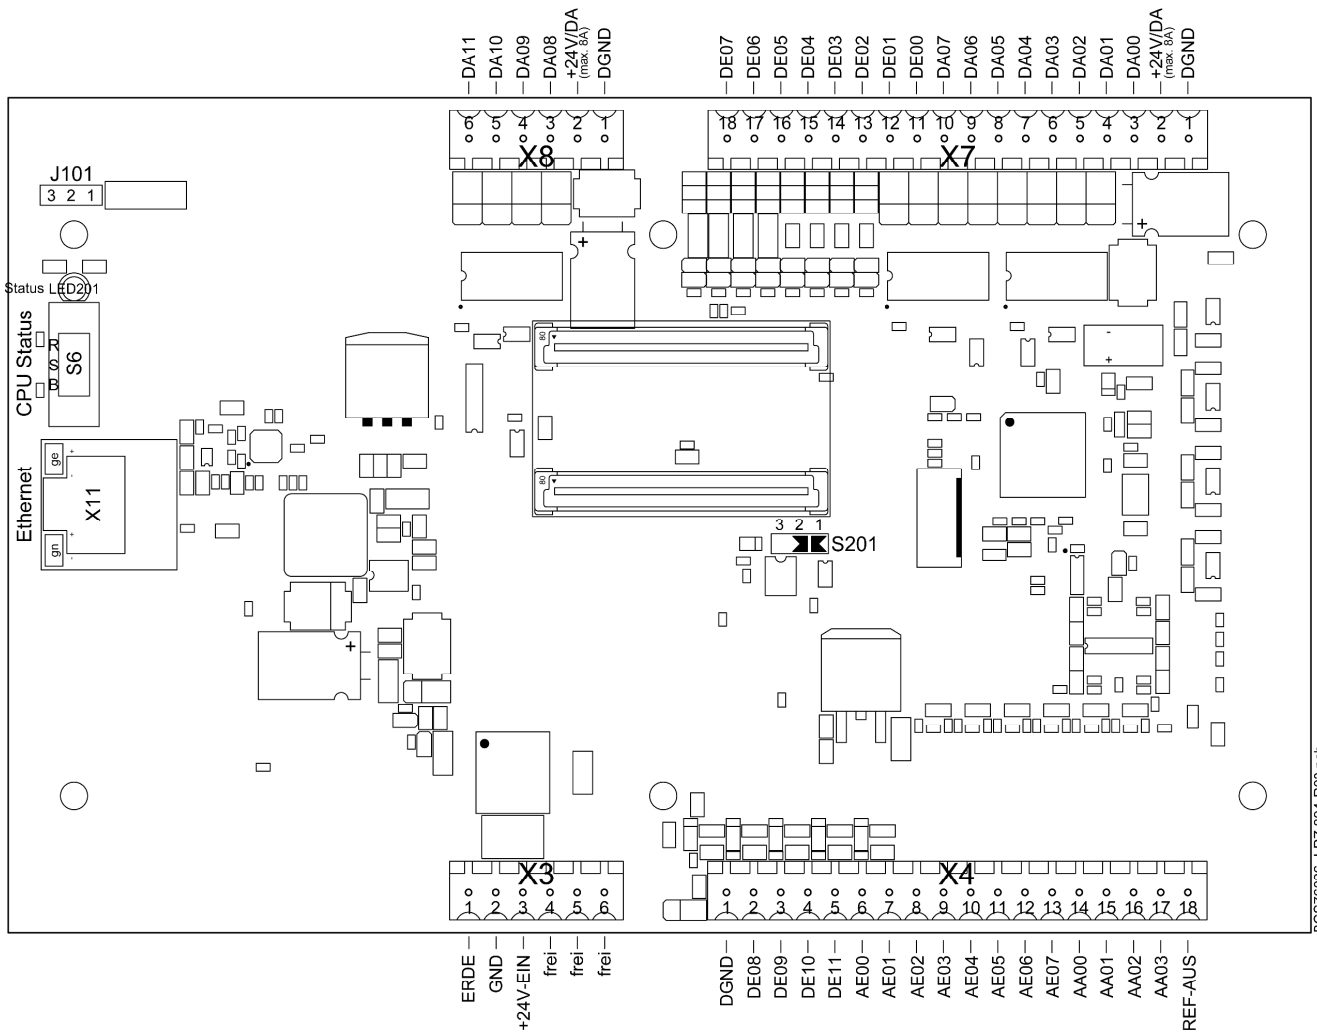 DA11
DA10
DA09
DA08
+24V/DA
(max. 8A)
DGND
DE07
DE06
DE05
DE04
DE03
DE02
DE01
DE00
DA07
DA06
DA05
DA04
DA03
DA02
DA01
DA00
+24V/DA
(max. 8A)
DGND
6 5 4 3 2 1
X8
18 17 16 15 14 13 12 11 10 9 8 7 6 5 4 3 2 1
X7
J101
3 2 1
+
+
Status LED201
CPU Status
R
S
B
S6
80
-
+
Ethernet
ge
+
-
X11
gn
+
-
80
3 2 1
S201
+
X3
1 2 3 4 5 6
X4
1 2 3 4 5 6 7 8 9 10 11 12 13 14 15 16 17 18
ERDE
GND
+24V-EIN
frei
frei
frei
DGND
DE08
DE09
DE10
DE11
AE00
AE01
AE02
AE03
AE04
AE05
AE06
AE07
AA00
AA01
AA02
AA03
REF-AUS